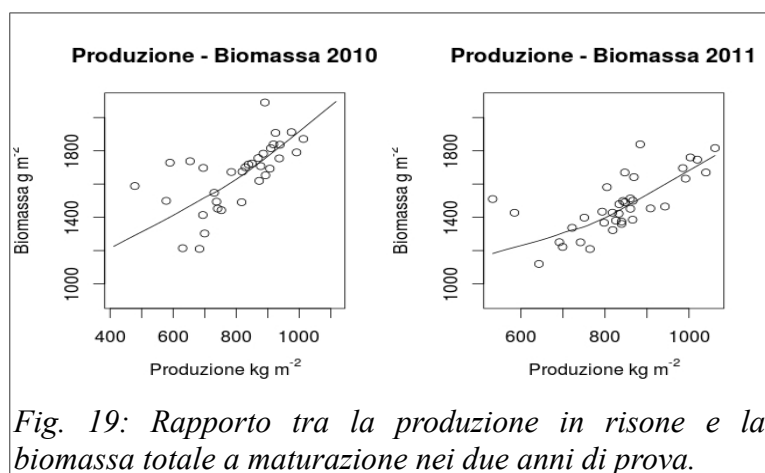 Produzione - Biomassa 2010
Biomassa g m⁻²
1000 1400 1800
400 600 800 1000
Produzione kg m⁻²
Produzione - Biomassa 2011
Biomassa g m⁻²
1000 1400 1800
600 800 1000
Produzione kg m⁻²
Fig. 19: Rapporto tra la produzione in risone e la
biomassa totale a maturazione nei due anni di prova.